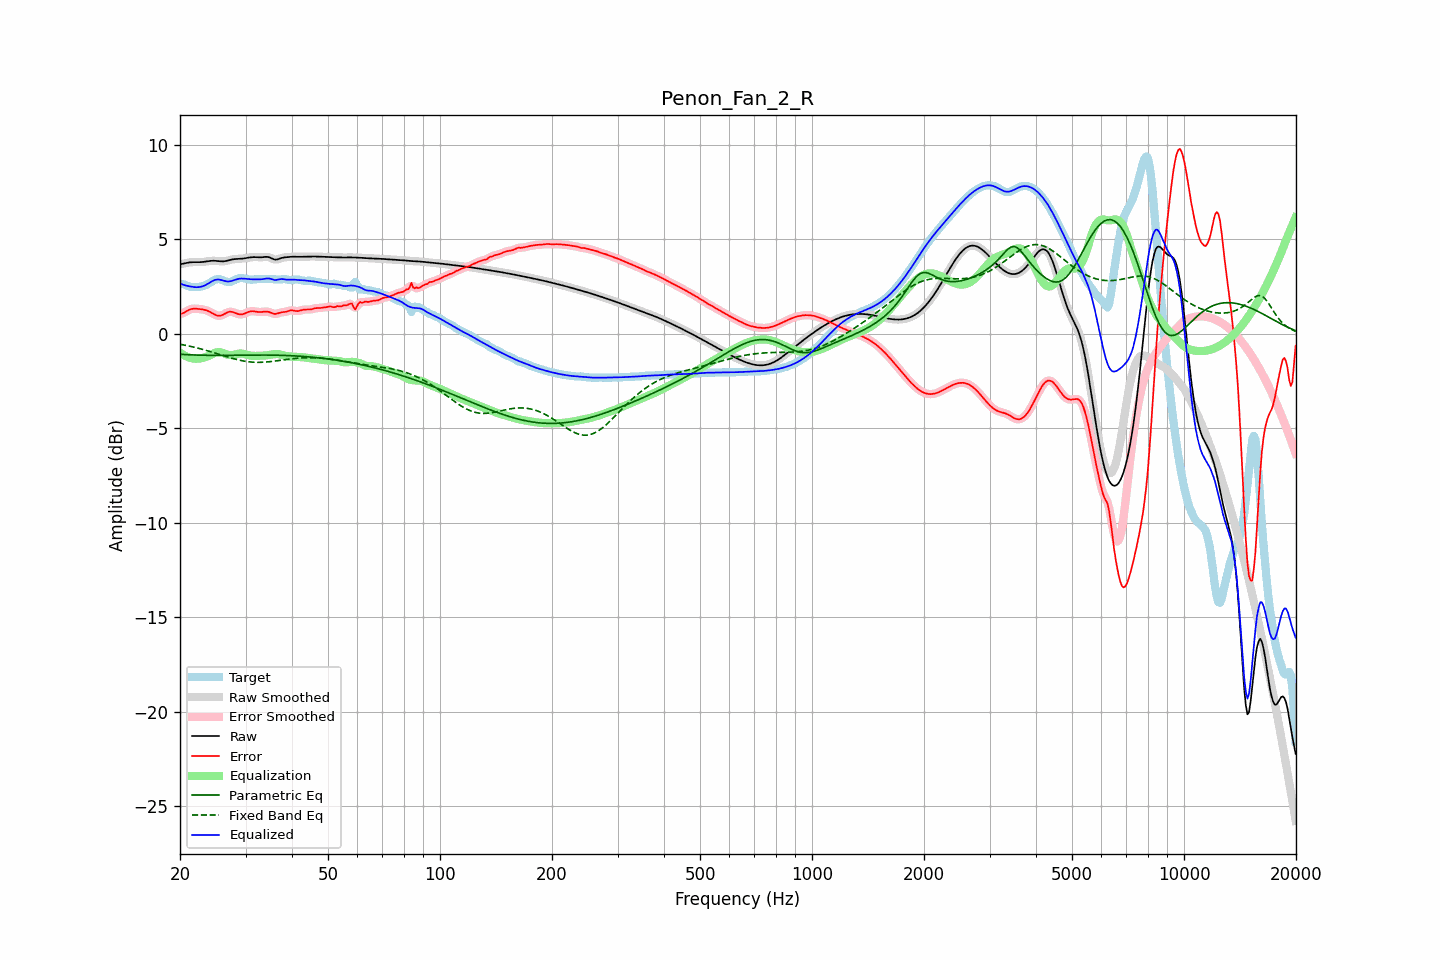 Penon_Fan_2_R
Amplitude (dBr)
10
5
0
−5
−10
−15
−20
−25
Target
Raw Smoothed
Error Smoothed
Raw
Error
Equalization
Parametric Eq
Fixed Band Eq
Equalized
20 50 100 200 500 1000 2000 5000 10000 20000
Frequency (Hz)